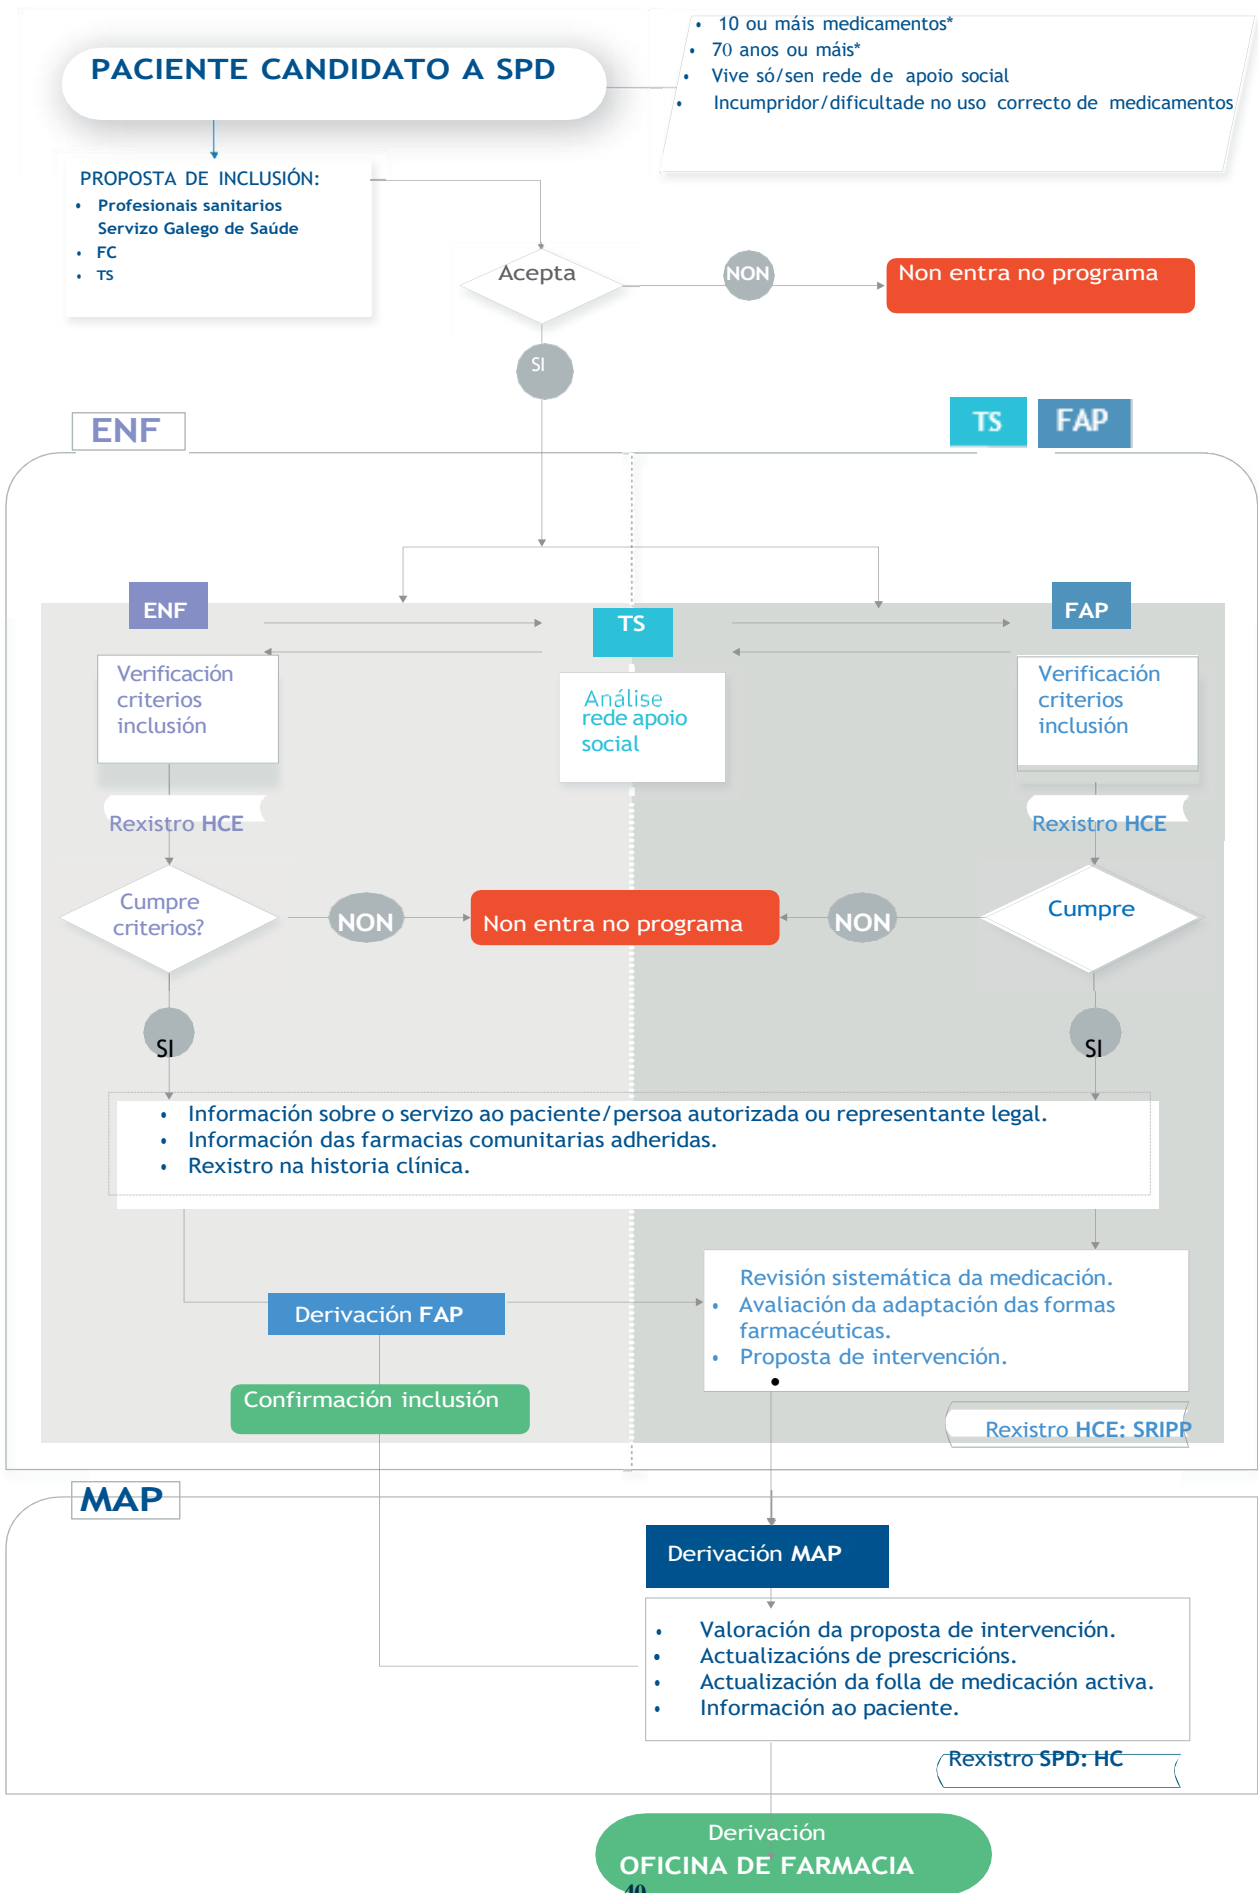 PACIENTE CANDIDATO A SPD
• 10 ou máis medicamentos*
• 70 anos ou máis*
• Vive só/sen rede de apoio social
• Incumpridor/dificultade no uso correcto de medicamentos
PROPOSTA DE INCLUSIÓN:
• Profesionais sanitarios
Servizo Galego de Saúde
• FC
• TS
Acepta
NON
Non entra no programa
SI
ENF
TS
FAP
ENF
TS
FAP
Verificación
criterios
inclusión
Análise
rede apoio
social
Verificación
criterios
inclusión
Rexistro HCE
Rexistro HCE
Cumpre
criterios?
NON
Non entra no programa
NON
Cumpre
SI
SI
• Información sobre o servizo ao paciente/persoa autorizada ou representante legal.
• Información das farmacias comunitarias adheridas.
• Rexistro na historia clínica.
Revisión sistemática da medicación.
• Avaliación da adaptación das formas
farmacéuticas.
• Proposta de intervención.
•
Derivación FAP
Confirmación inclusión
Rexistro HCE: SRIPP
MAP
Derivación MAP
• Valoración da proposta de intervención.
• Actualizacións de prescricións.
• Actualización da folla de medicación activa.
• Información ao paciente.
Rexistro SPD: HC
Derivación
OFICINA DE FARMACIA
40